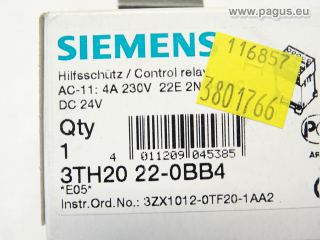 www.pagus.eu
SIEMENS
116857
3801766
Hilfsschütz / Control relay
AC-11: 4A 230V 22E 2N
DC 24V
Qty
1
4 011209 045385
3TH20 22-0BB4
*E05*
Instr.Ord.No.: 3ZX1012-0TF20-1AA2